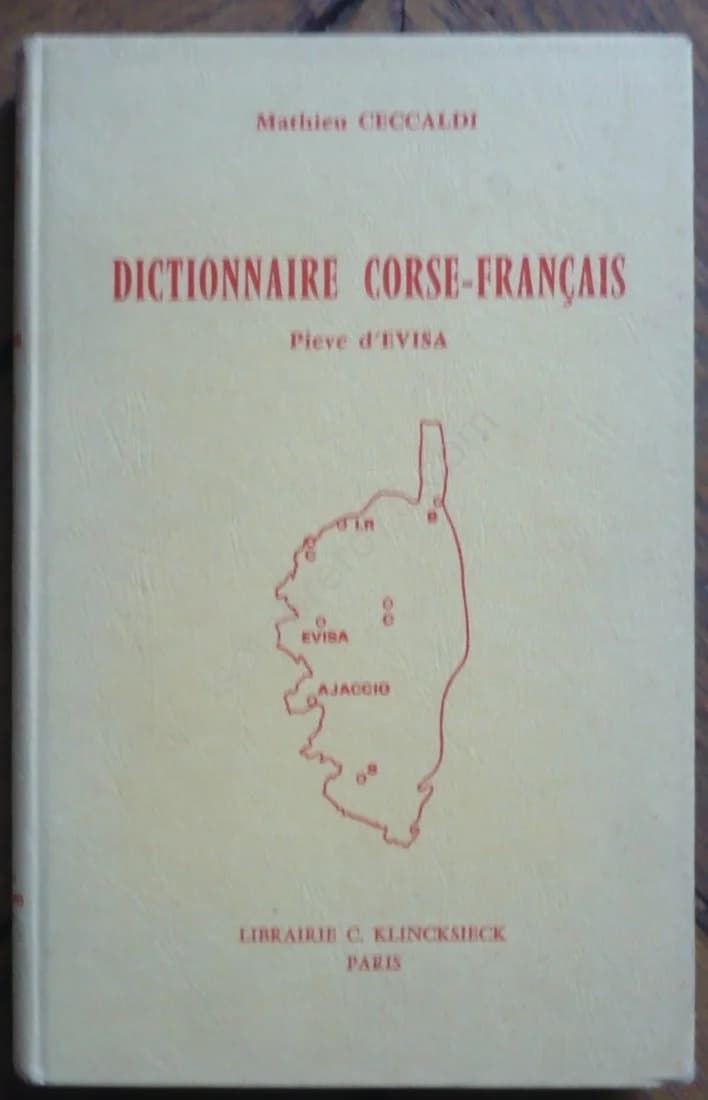 Mathieu CECCALDI
DICTIONNAIRE CORSE-FRANÇAIS
Pieve d'EVISA
I.R
B
C
C
EVISA
AJACCIO
S
LIBRAIRIE C. KLINCKSIECK
PARIS